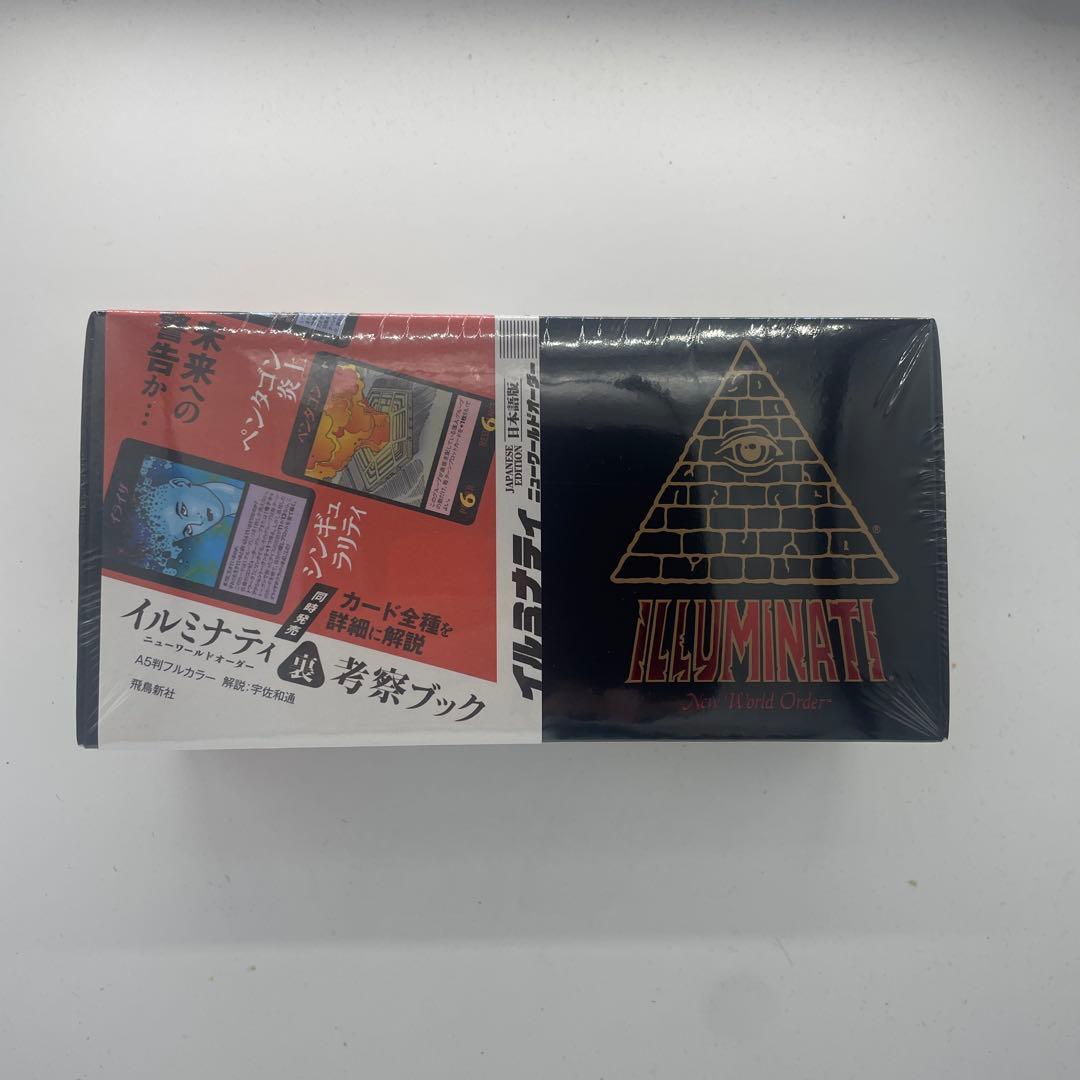 未来への
警告か…
ペンタゴン
炎上
ペンタゴン
シンギュ
ラリティ
同時発売
カード全種を
詳細に解説
イルミナティ
ニューワールドオーダー
裏
考察ブック
A5判フルカラー 解説:宇佐和通
飛鳥新社
イルミナティ ニューワールドオーダー
JAPANESE
EDITION
日本語版
ILLUMINATI®
New World Order™